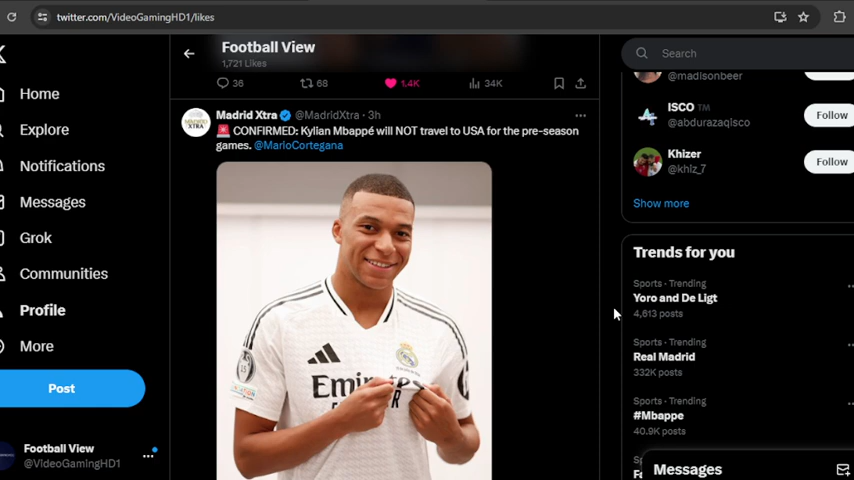 twitter.com/VideoGamingHD1/likes
Football View
1,721 Likes
36
68
1.4K
34K
Home
Explore
Notifications
Messages
Grok
Communities
Profile
More
Post
Football View
@VideoGamingHD1
Madrid Xtra @MadridXtra · 3h
🚨 CONFIRMED: Kylian Mbappé will NOT travel to USA for the pre-season
games. @MarioCortegana
MADRID
XTRA
Search
@madisonbeer
ISCO ™
@abdurazaqisco
Follow
Khizer
@khiz_7
Follow
Show more
Trends for you
Sports · Trending
Yoro and De Ligt
4,613 posts
Sports · Trending
Real Madrid
332K posts
Sports · Trending
#Mbappe
40.9K posts
Messages